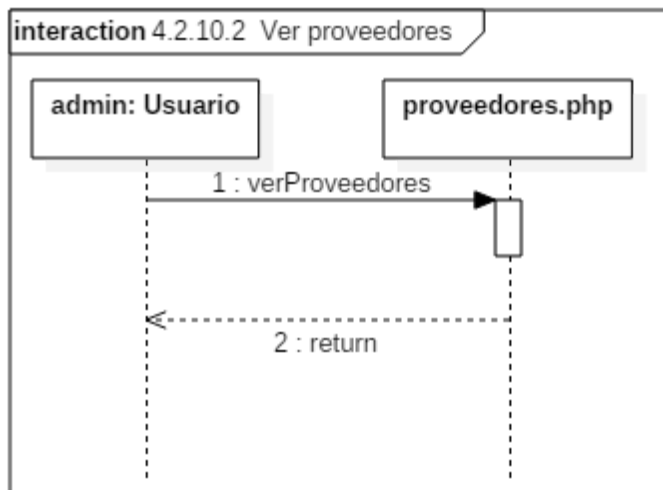 interaction 4.2.10.2 Ver proveedores
admin: Usuario
proveedores.php
1 : verProveedores
2 : return